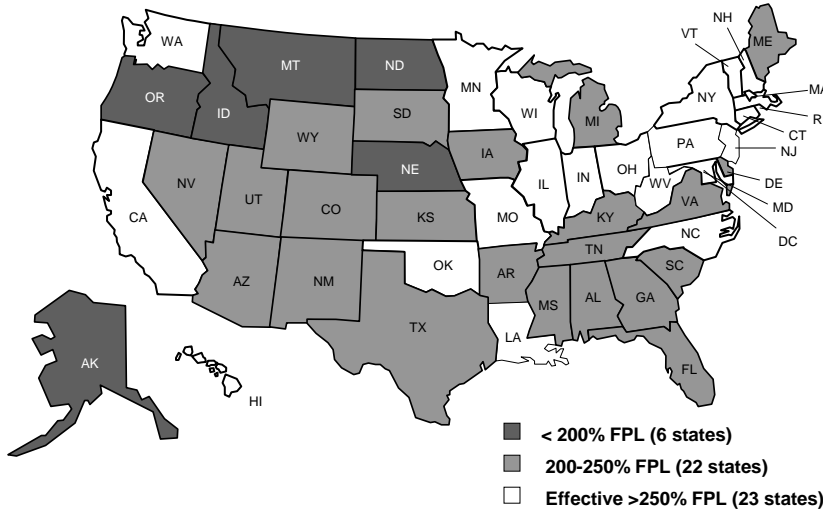 NH
ME
VT
WA
MT
ND
MN
MA
OR
ID
SD
WI
NY
R
WY
MI
CT
IA
PA
NJ
NE
NV
IL
IN
OH
UT
WV
DE
CA
CO
VA
MD
KS
MO
KY
DC
NC
TN
OK
AZ
NM
AR
SC
MS
AL
GA
TX
LA
AK
FL
HI
< 200% FPL (6 states)
200-250% FPL (22 states)
Effective >250% FPL (23 states)